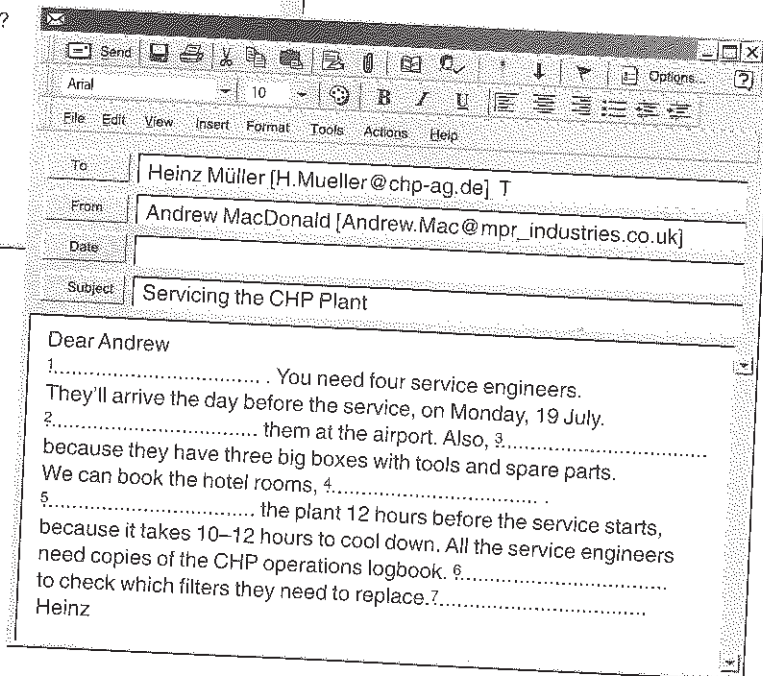 ?
Send Options...
Arial 10 B I U
File Edit View Insert Format Tools Actions Help
To Heinz Müller [H.Mueller@chp-ag.de] T
From Andrew MacDonald [Andrew.Mac@mpr_industries.co.uk]
Date
Subject Servicing the CHP Plant
Dear Andrew
1.................................. . You need four service engineers.
They'll arrive the day before the service, on Monday, 19 July.
2.................................. them at the airport. Also, 3..................................
because they have three big boxes with tools and spare parts.
We can book the hotel rooms, 4.................................. .
5.................................. the plant 12 hours before the service starts,
because it takes 10–12 hours to cool down. All the service engineers
need copies of the CHP operations logbook. 6..................................
to check which filters they need to replace.7..................................
Heinz